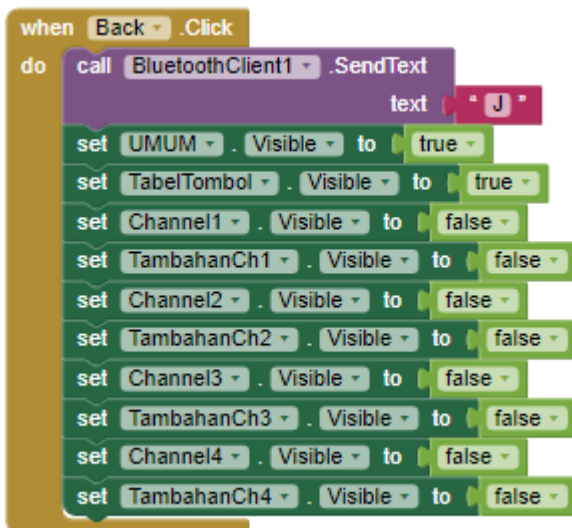 when Back .Click
do call BluetoothClient1 .SendText
text " J "
set UMUM . Visible to true
set TabelTombol . Visible to true
set Channel1 . Visible to false
set TambahanCh1 . Visible to false
set Channel2 . Visible to false
set TambahanCh2 . Visible to false
set Channel3 . Visible to false
set TambahanCh3 . Visible to false
set Channel4 . Visible to false
set TambahanCh4 . Visible to false